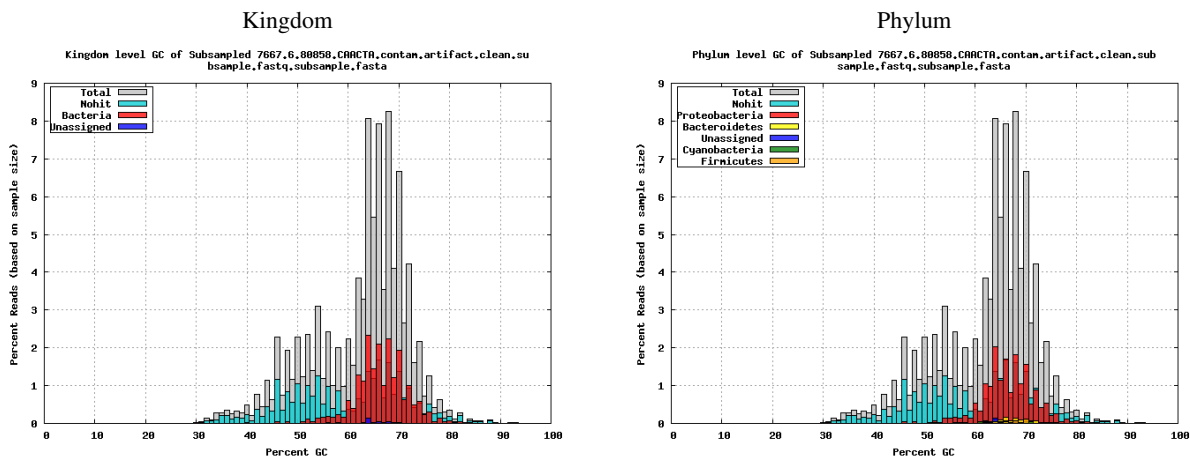 Kingdom
Kingdom level GC of Subsampled 7667.6.80858.CAACTA.contam.artifact.clean.su
bsample.fastq.subsample.fasta
Percent Reads (based on sample size)
9
8
7
6
5
4
3
2
1
0
Total
Nohit
Bacteria
Unassigned
0 10 20 30 40 50 60 70 80 90 100
Percent GC
Phylum
Phylum level GC of Subsampled 7667.6.80858.CAACTA.contam.artifact.clean.sub
sample.fastq.subsample.fasta
Percent Reads (based on sample size)
9
8
7
6
5
4
3
2
1
0
Total
Nohit
Proteobacteria
Bacteroidetes
Unassigned
Cyanobacteria
Firmicutes
0 10 20 30 40 50 60 70 80 90 100
Percent GC